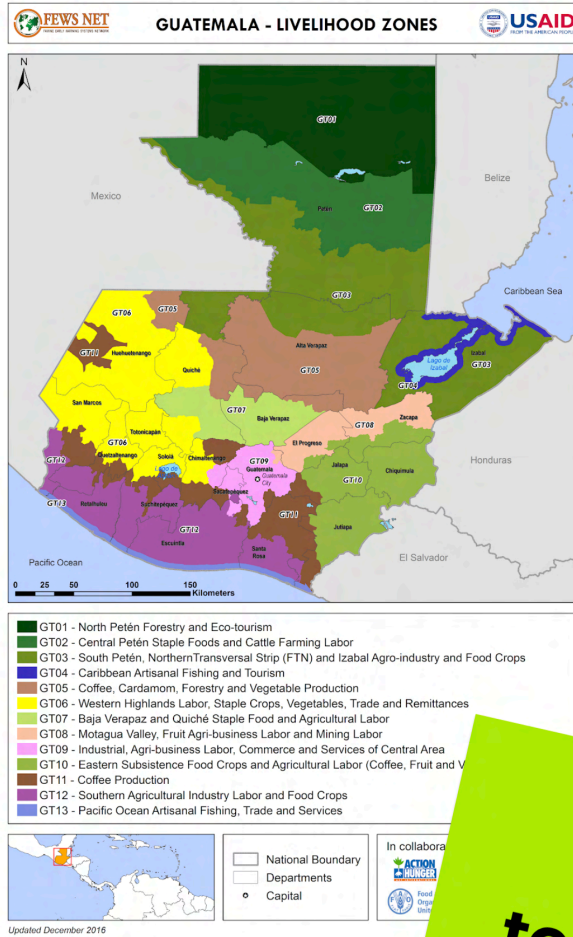 FEWS NET
FAMINE EARLY WARNING SYSTEMS NETWORK
GUATEMALA - LIVELIHOOD ZONES
USAID
FROM THE AMERICAN PEOPLE
N
GT01
Mexico
Belize
Petén
GT02
Caribbean Sea
GT03
GT06
GT05
GT11
Huehuetenango
Alta Verapaz
Quiché
GT05
Lago de
Izabal
Izabal
GT03
GT04
San Marcos
GT07
Baja Verapaz
Zacapa
GT08
Totonicapán
GT06
El Progreso
Honduras
Quetzaltenango
Sololá
Chimaltenango
GT09
Guatemala
Jalapa
GT12
Lago de
Guatemala
City
GT10
Chiquimula
Sacatepéquez
GT13
Retalhuleu
Suchitepéquez
GT11
GT12
Jutiapa
Escuintla
Santa
Rosa
El Salvador
Pacific Ocean
0 25 50 100 150
Kilometers
GT01 - North Petén Forestry and Eco-tourism
GT02 - Central Petén Staple Foods and Cattle Farming Labor
GT03 - South Petén, NorthernTransversal Strip (FTN) and Izabal Agro-industry and Food Crops
GT04 - Caribbean Artisanal Fishing and Tourism
GT05 - Coffee, Cardamom, Forestry and Vegetable Production
GT06 - Western Highlands Labor, Staple Crops, Vegetables, Trade and Remittances
GT07 - Baja Verapaz and Quiché Staple Food and Agricultural Labor
GT08 - Motagua Valley, Fruit Agri-business Labor and Mining Labor
GT09 - Industrial, Agri-business Labor, Commerce and Services of Central Area
GT10 - Eastern Subsistence Food Crops and Agricultural Labor (Coffee, Fruit and V
GT11 - Coffee Production
GT12 - Southern Agricultural Industry Labor and Food Crops
GT13 - Pacific Ocean Artisanal Fishing, Trade and Services
National Boundary
Departments
Capital
In collabora
ACTION
HUNGER
Food
Orga
Unit
Updated December 2016